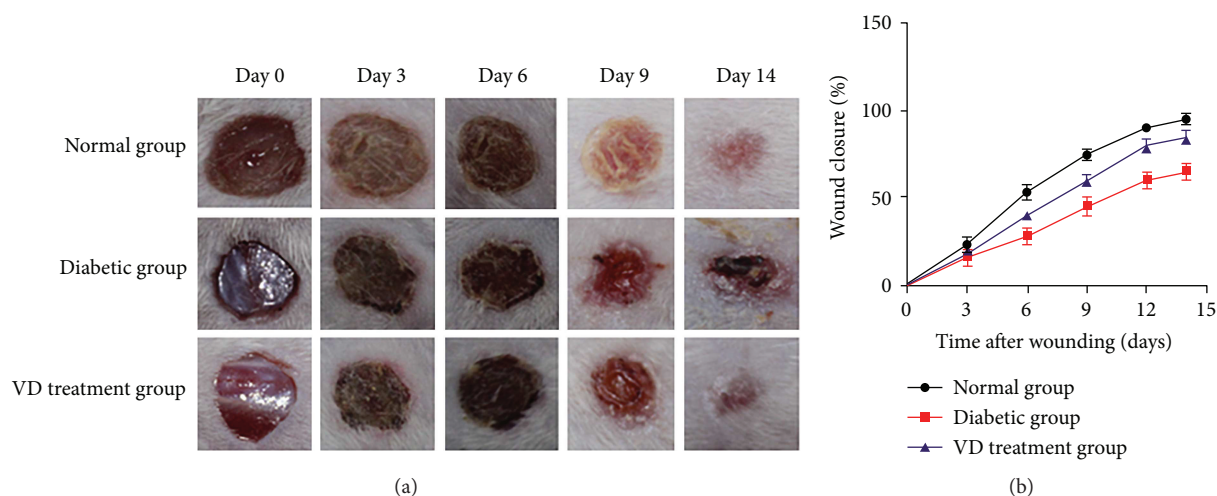 Day 0 Day 3 Day 6 Day 9 Day 14
Normal group
Diabetic group
VD treatment group
(a)
150
100
50
0
Wound closure (%)
0 3 6 9 12 15
Time after wounding (days)
Normal group
Diabetic group
VD treatment group
(b)